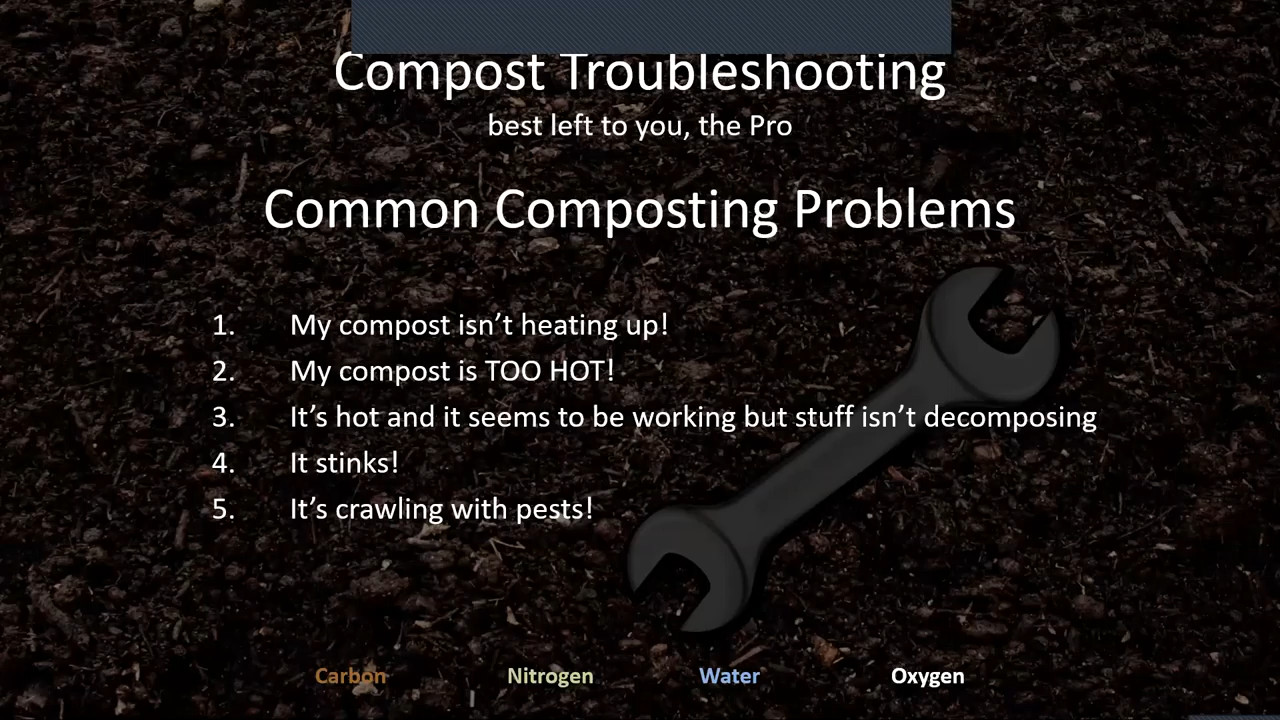 Compost Troubleshooting
best left to you, the Pro
Common Composting Problems
1. My compost isn’t heating up!
2. My compost is TOO HOT!
3. It’s hot and it seems to be working but stuff isn’t decomposing
4. It stinks!
5. It’s crawling with pests!
Carbon Nitrogen Water Oxygen